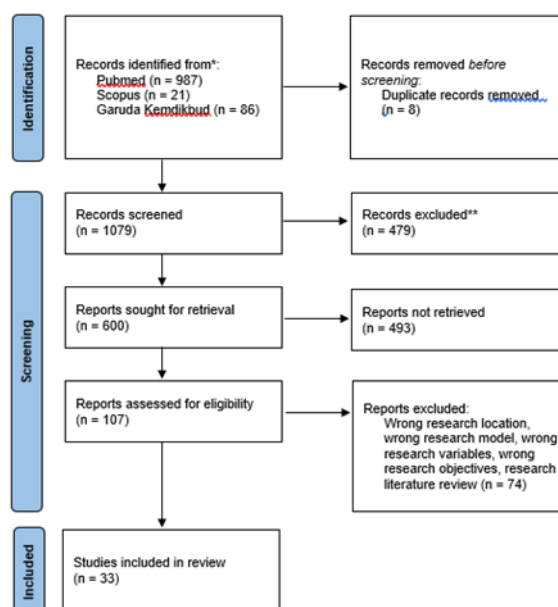 Identification
Records identified from*:
Pubmed (n = 987)
Scopus (n = 21)
Garuda Kemdikbud (n = 86)
Records removed before
screening:
Duplicate records removed
(n = 8)
Screening
Records screened
(n = 1079)
Records excluded**
(n = 479)
Reports sought for retrieval
(n = 600)
Reports not retrieved
(n = 493)
Reports assessed for eligibility
(n = 107)
Reports excluded:
Wrong research location,
wrong research model, wrong
research variables, wrong
research objectives, research
literature review (n = 74)
Included
Studies included in review
(n = 33)